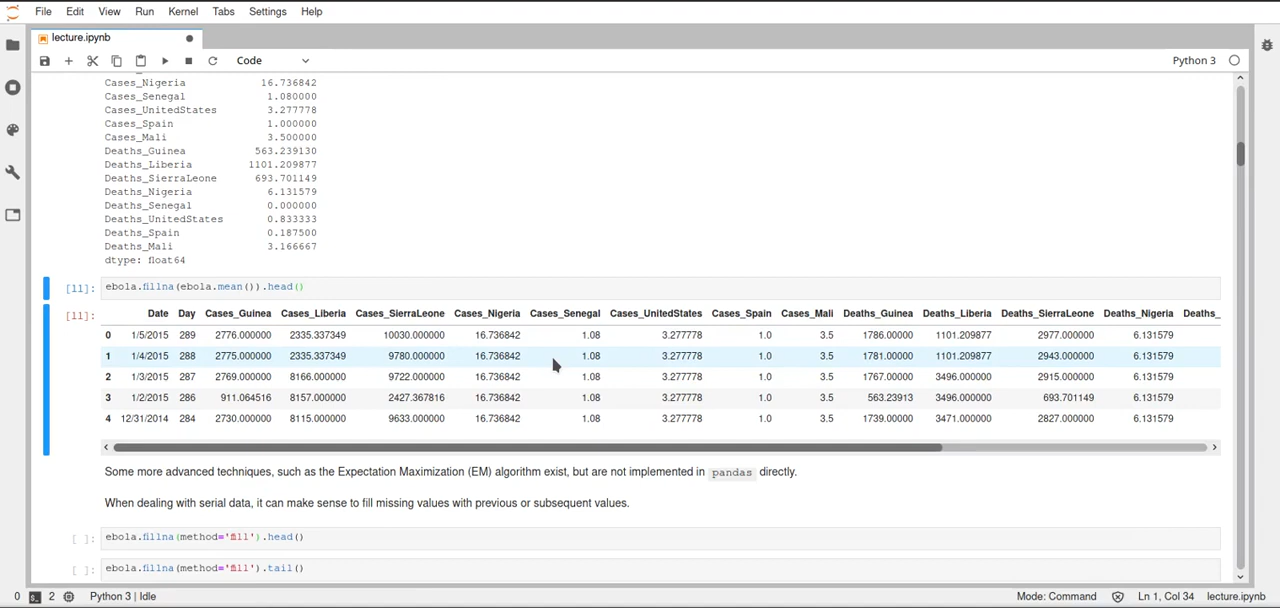 File Edit View Run Kernel Tabs Settings Help
lecture.ipynb
Code Python 3
Cases_Nigeria 16.736842
Cases_Senegal 1.080000
Cases_UnitedStates 3.277778
Cases_Spain 1.000000
Cases_Mali 3.500000
Deaths_Guinea 563.239130
Deaths_Liberia 1101.209877
Deaths_SierraLeone 693.701149
Deaths_Nigeria 6.131579
Deaths_Senegal 0.000000
Deaths_UnitedStates 0.833333
Deaths_Spain 0.187500
Deaths_Mali 3.166667
dtype: float64
[11]: ebola.fillna(ebola.mean()).head()
[11]: Date Day Cases_Guinea Cases_Liberia Cases_SierraLeone Cases_Nigeria Cases_Senegal Cases_UnitedStates Cases_Spain Cases_Mali Deaths_Guinea Deaths_Liberia Deaths_SierraLeone Deaths_Nigeria Deaths_
0 1/5/2015 289 2776.000000 2335.337349 10030.000000 16.736842 1.08 3.277778 1.0 3.5 1786.00000 1101.209877 2977.000000 6.131579
1 1/4/2015 288 2775.000000 2335.337349 9780.000000 16.736842 1.08 3.277778 1.0 3.5 1781.00000 1101.209877 2943.000000 6.131579
2 1/3/2015 287 2769.000000 8166.000000 9722.000000 16.736842 1.08 3.277778 1.0 3.5 1767.00000 3496.000000 2915.000000 6.131579
3 1/2/2015 286 911.064516 8157.000000 2427.367816 16.736842 1.08 3.277778 1.0 3.5 563.23913 3496.000000 693.701149 6.131579
4 12/31/2014 284 2730.000000 8115.000000 9633.000000 16.736842 1.08 3.277778 1.0 3.5 1739.00000 3471.000000 2827.000000 6.131579
Some more advanced techniques, such as the Expectation Maximization (EM) algorithm exist, but are not implemented in pandas directly.
When dealing with serial data, it can make sense to fill missing values with previous or subsequent values.
[ ]: ebola.fillna(method='ffill').head()
[ ]: ebola.fillna(method='ffill').tail()
0 2 Python 3 | Idle Mode: Command Ln 1, Col 34 lecture.ipynb